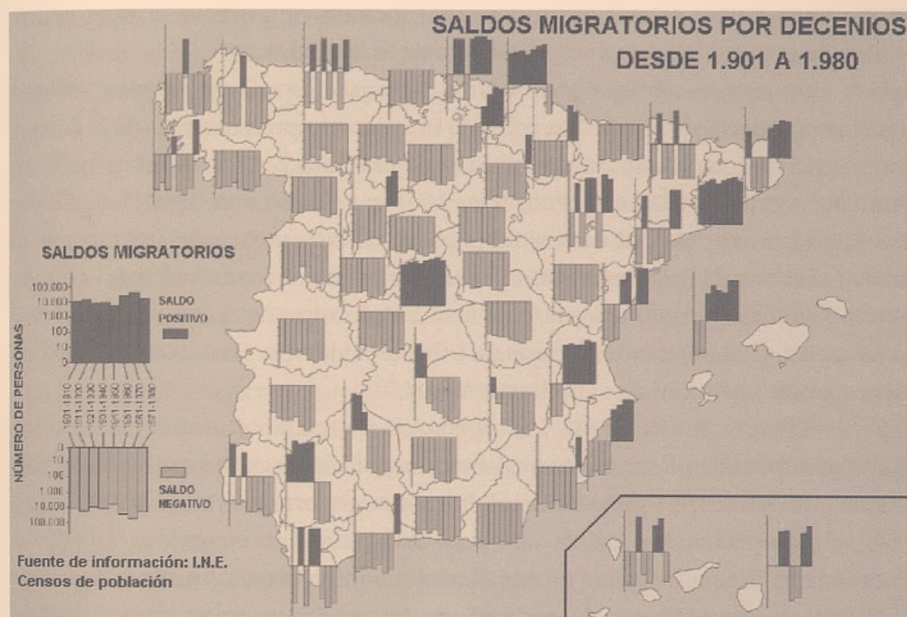 SALDOS MIGRATORIOS POR DECENIOS
DESDE 1.901 A 1.980
SALDOS MIGRATORIOS
NÚMERO DE PERSONAS
100.000
10.000
1.000
100
10
0
SALDO
POSITIVO
1901-1910
1911-1920
1921-1930
1931-1940
1941-1950
1951-1960
1961-1970
1971-1980
0
10
100
1.000
10.000
100.000
SALDO
NEGATIVO
Fuente de información: I.N.E.
Censos de población